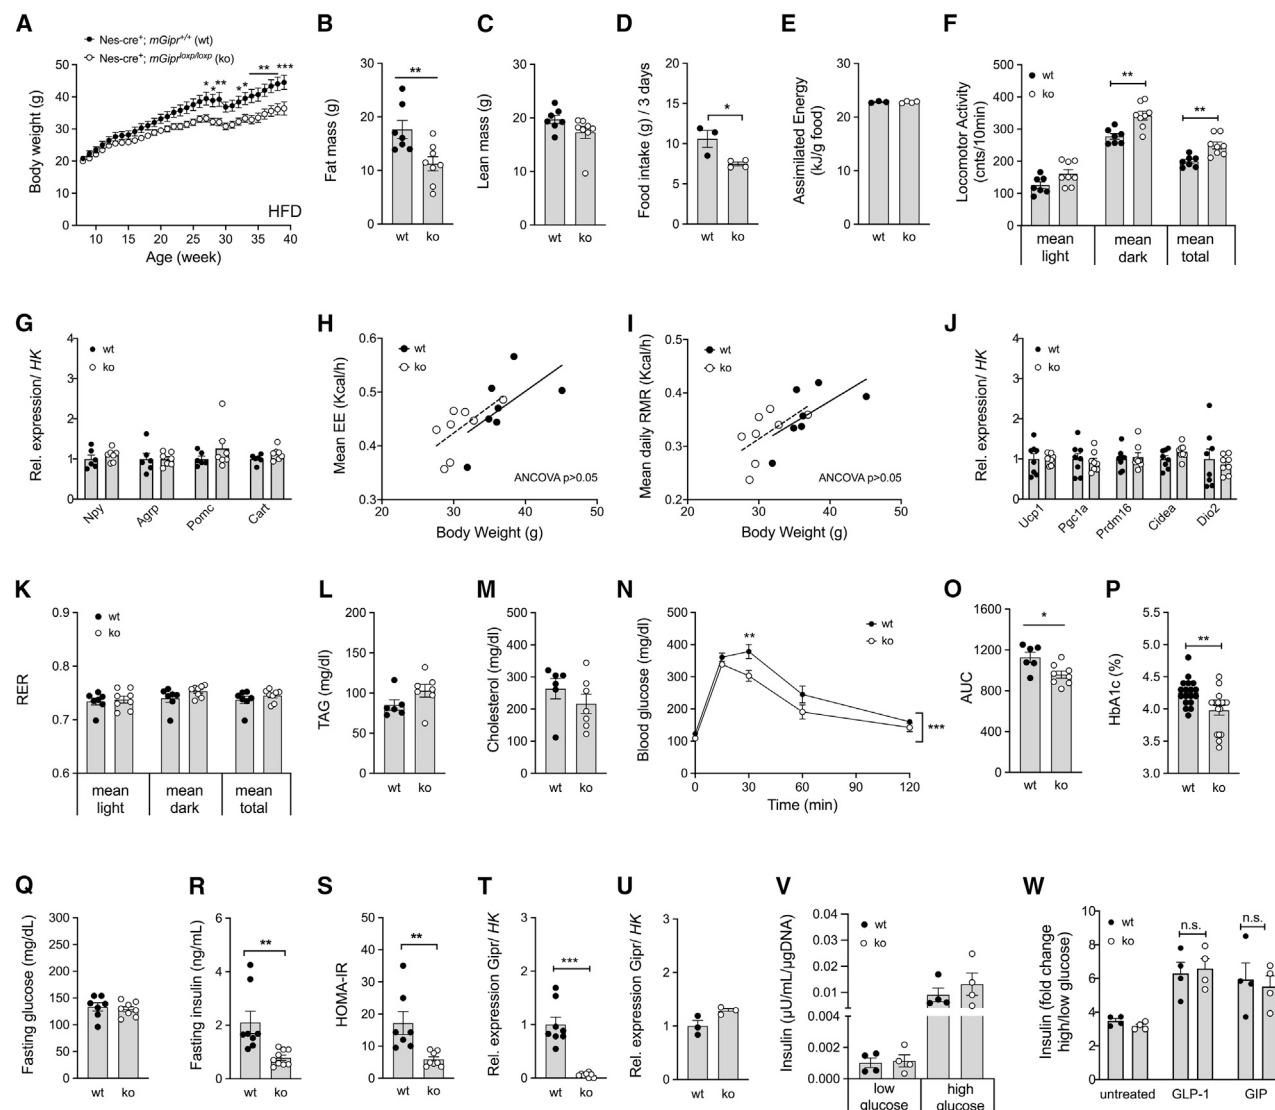 A
Nes-cre+; mGipr+/+ (wt)
Nes-cre+; mGipr loxp/loxp (ko)
Body weight (g)
50
40
30
20
10
0
* * ** * * ** ***
HFD
10 15 20 25 30 35 40
Age (week)
B
Fat mass (g)
30
20
10
0
**
wt ko
C
Lean mass (g)
30
20
10
0
wt ko
D
Food intake (g) / 3 days
20
15
10
5
0
*
wt ko
E
Assimilated Energy
(kJ/g food)
30
20
10
0
wt ko
F
Locomotor Activity
(cnts/10min)
500
400
300
200
100
0
wt
ko
**
**
mean light
mean dark
mean total
G
Rel. expression/ HK
4
3
2
1
0
wt
ko
Npy Agrp Pomc Cart
H
Mean EE (Kcal/h)
0.6
0.5
0.4
0.3
wt
ko
ANCOVA p>0.05
20 30 40 50
Body Weight (g)
I
Mean daily RMR (Kcal/h)
0.5
0.4
0.3
0.2
wt
ko
ANCOVA p>0.05
20 30 40 50
Body Weight (g)
J
Rel. expression/ HK
4
3
2
1
0
wt
ko
Ucp1 Pgc1a Prdm16 Cidea Dio2
K
RER
0.9
0.8
0.7
0.6
wt
ko
mean light
mean dark
mean total
L
TAG (mg/dl)
200
150
100
50
0
wt ko
M
Cholesterol (mg/dl)
500
400
300
200
100
0
wt ko
N
Blood glucose (mg/dl)
500
400
300
200
100
0
**
wt
ko
***
0 30 60 90 120
Time (min)
O
AUC
1600
1200
800
400
0
*
wt ko
P
HbA1c (%)
5.5
5.0
4.5
4.0
3.5
3.0
**
wt ko
Q
Fasting glucose (mg/dL)
300
250
200
150
100
50
0
wt ko
R
Fasting insulin (ng/mL)
6
4
2
0
**
wt ko
S
HOMA-IR
50
40
30
20
10
0
**
wt ko
T
Rel. expression Gipr/ HK
3
2
1
0
***
wt ko
U
Rel. expression Gipr/ HK
3
2
1
0
wt ko
V
Insulin (µU/mL/µgDNA)
0.04
0.03
0.02
0.01
0.004
0.002
0.000
wt
ko
low glucose
high glucose
W
Insulin (fold change
high/low glucose)
10
8
6
4
2
0
wt
ko
n.s.
n.s.
untreated GLP-1 GIP